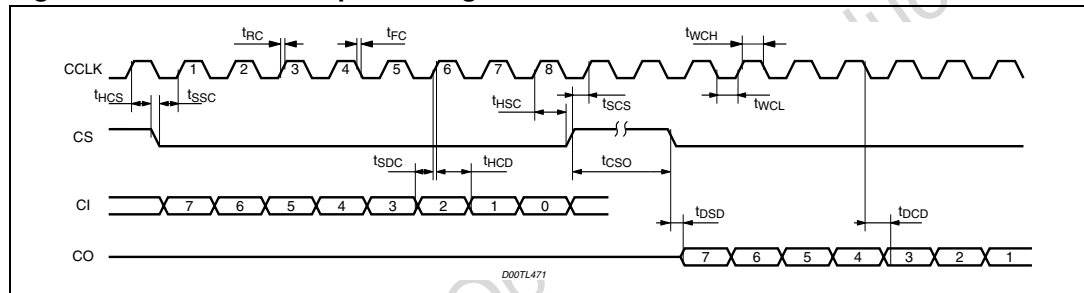 tRC
tFC
tWCH
CCLK
1 2 3 4 5 6 7 8
tHCS
tSSC
tHSC
tSCS
tWCL
CS
tSDC
tHCD
tCSO
CI
7 6 5 4 3 2 1 0
tDSD
tDCD
CO
7 6 5 4 3 2 1
D00TL471